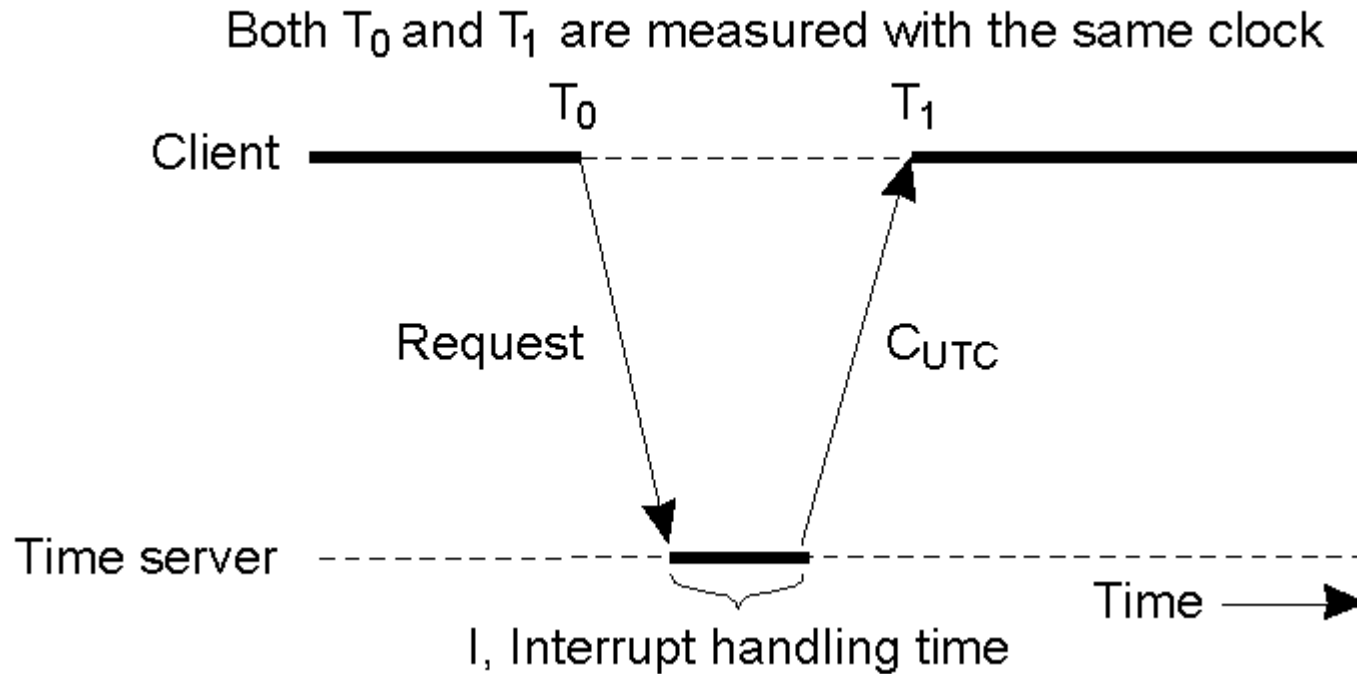 Both T₀ and T₁ are measured with the same clock
T₀ T₁
Client
Request C_UTC
Time server
Time
I, Interrupt handling time